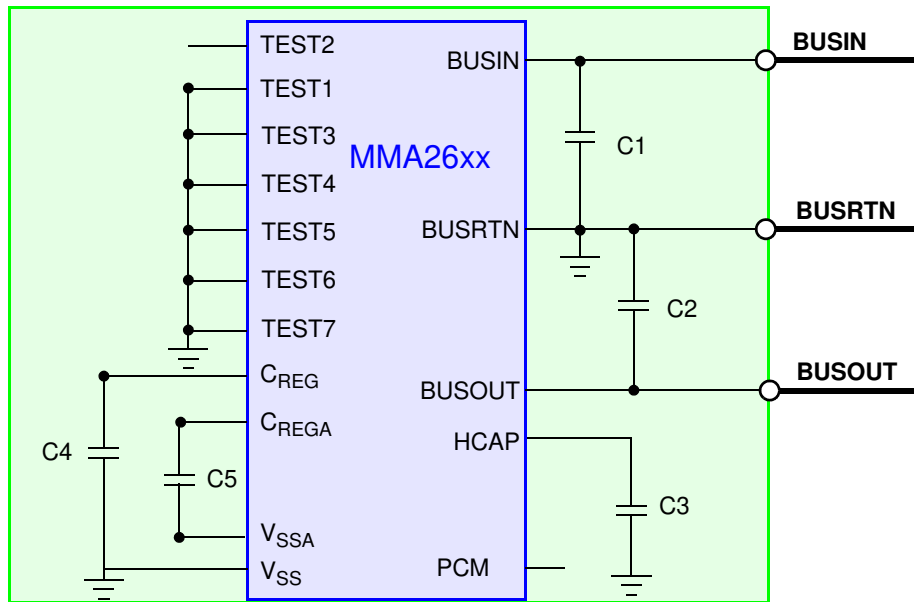 TEST2
TEST1
TEST3
TEST4
TEST5
TEST6
TEST7
CREG
CREGA
VSSA
VSS
MMA26xx
BUSIN
BUSRTN
BUSOUT
HCAP
PCM
C1
C2
C3
C4
C5
BUSIN
BUSRTN
BUSOUT